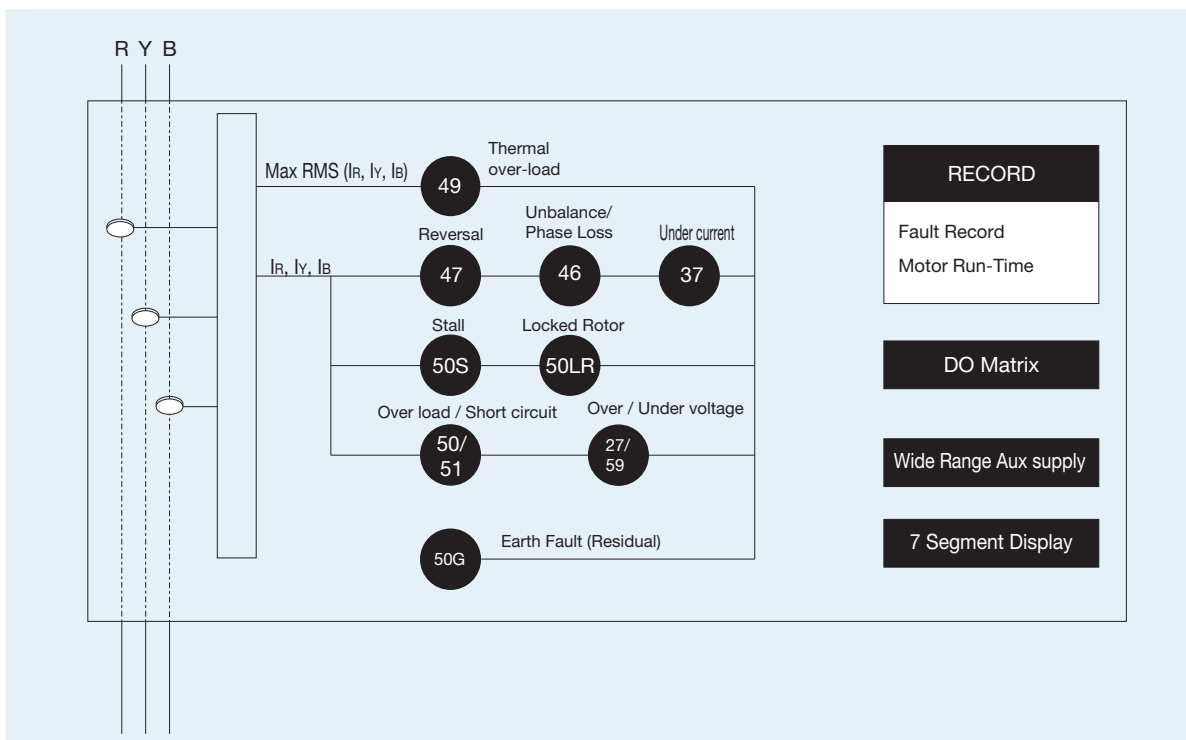 R Y B
Thermal
over-load
Max RMS (IR, IY, IB)
49
RECORD
Fault Record
Motor Run-Time
Unbalance/
Phase Loss
Reversal
Under current
IR, IY, IB
47
46
37
Stall
Locked Rotor
50S
50LR
DO Matrix
Over load / Short circuit
Over / Under voltage
50/
51
27/
59
Wide Range Aux supply
Earth Fault (Residual)
50G
7 Segment Display